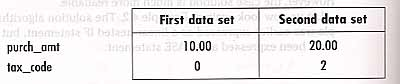 First data set Second data set
purch_amt 10.00 20.00
tax_code 0 2